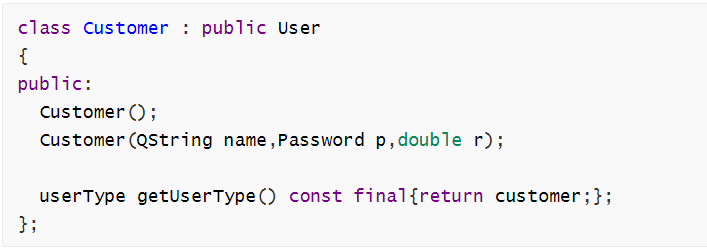 class Customer : public User
{
public:
  Customer();
  Customer(QString name,Password p,double r);

  userType getUserType() const final{return customer;};
};